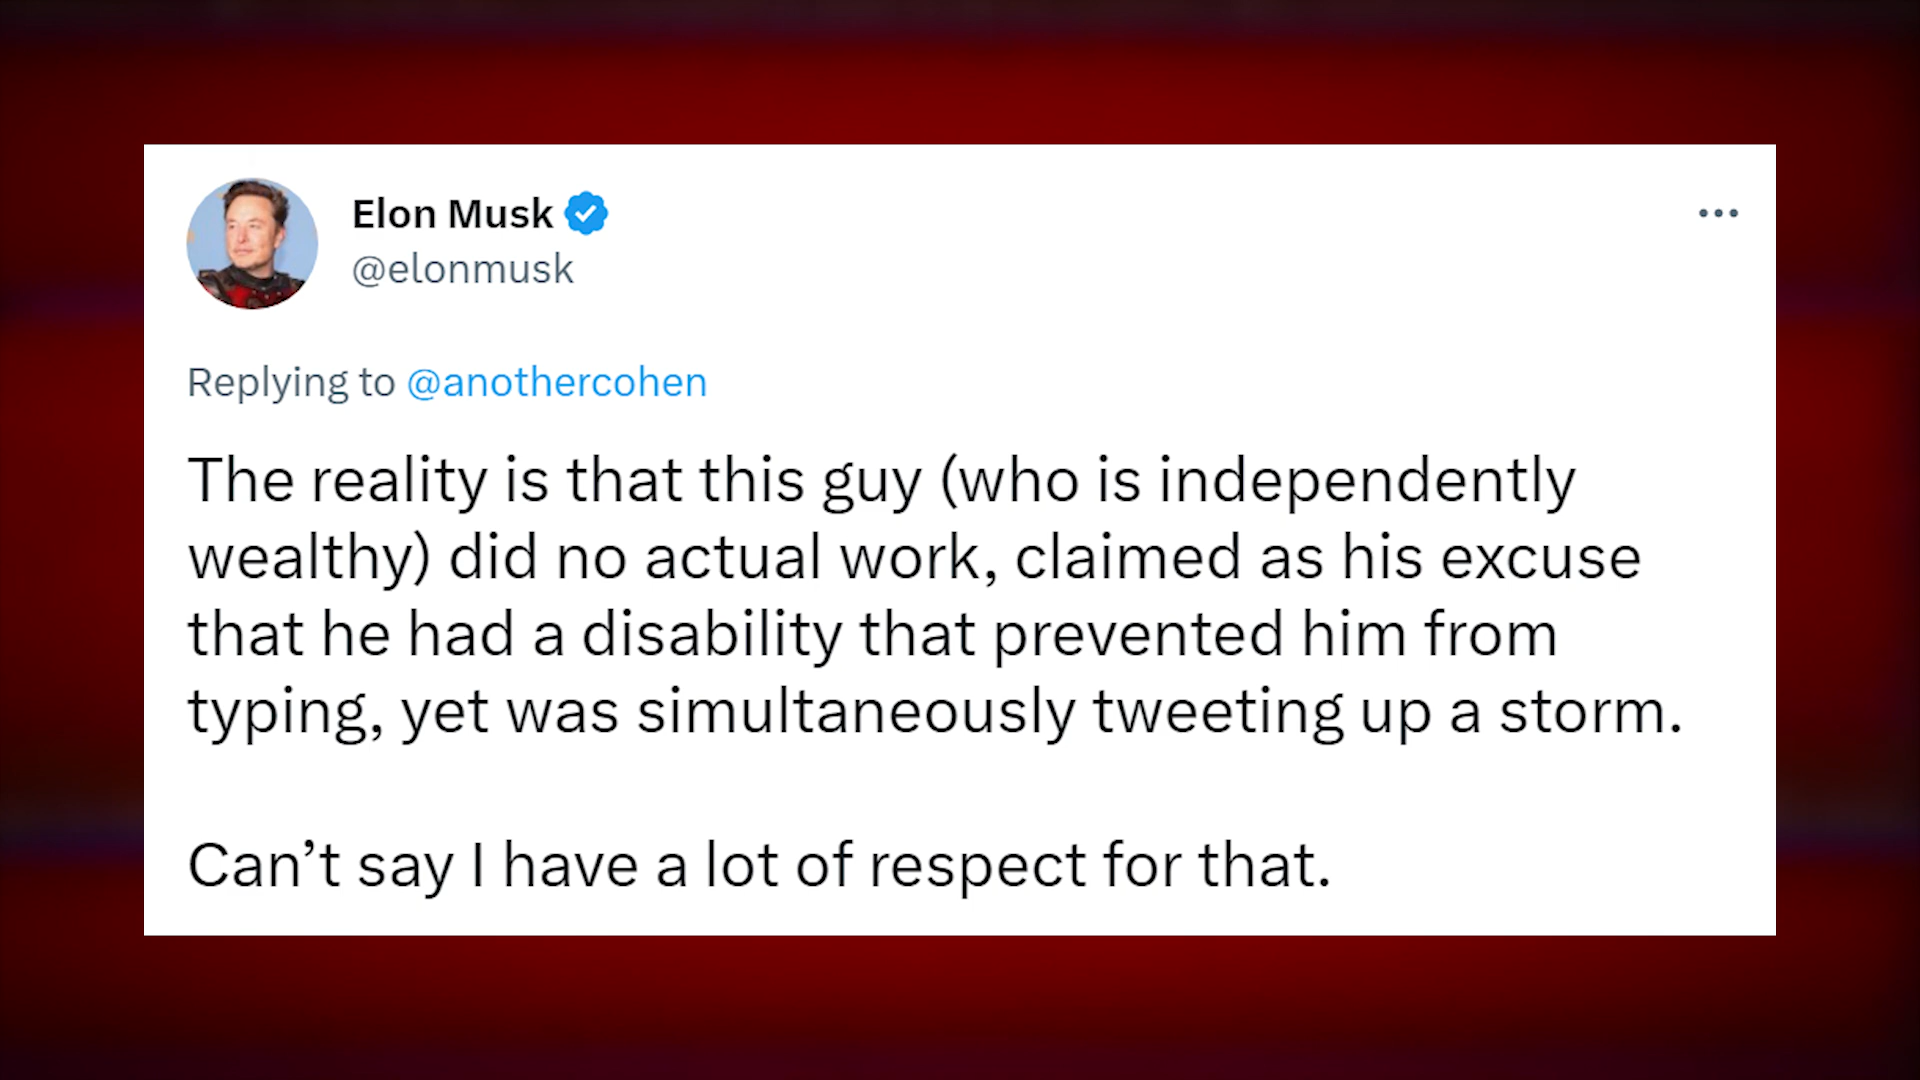 Elon Musk
@elonmusk
Replying to @anothercohen
The reality is that this guy (who is independently
wealthy) did no actual work, claimed as his excuse
that he had a disability that prevented him from
typing, yet was simultaneously tweeting up a storm.
Can’t say I have a lot of respect for that.